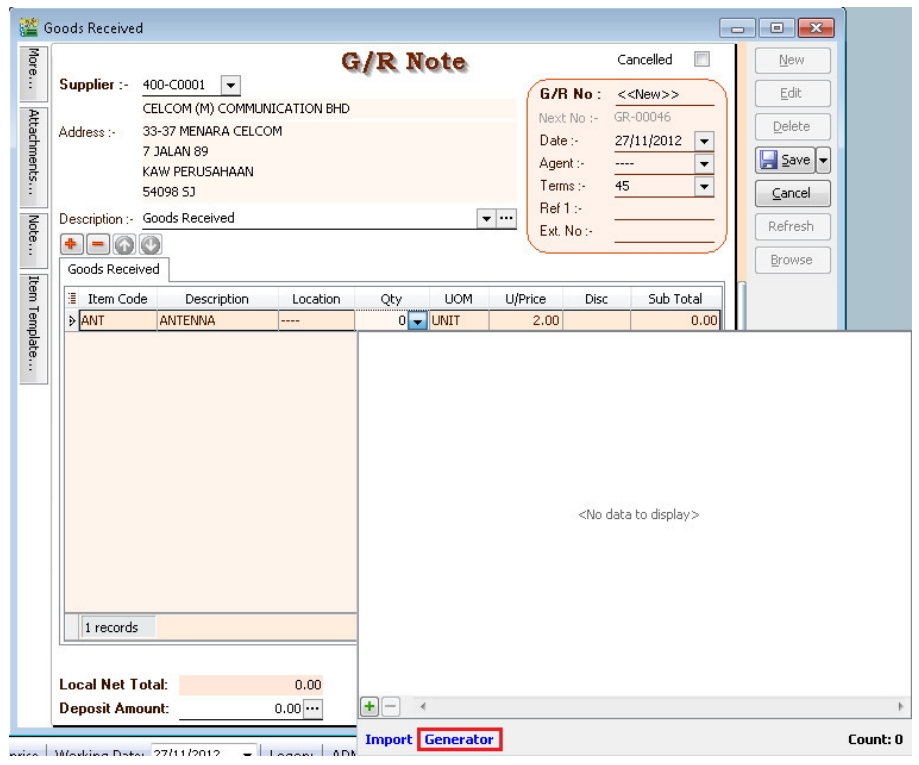 Goods Received
More...
Attachments...
Note...
Item Template...
G/R Note
Cancelled
Supplier :- 400-C0001
CELCOM (M) COMMUNICATION BHD
Address :- 33-37 MENARA CELCOM
7 JALAN 89
KAW PERUSAHAAN
54098 SJ
Description :- Goods Received
G/R No : <<New>>
Next No :- GR-00046
Date :- 27/11/2012
Agent :- ----
Terms :- 45
Ref 1 :-
Ext. No :-
New
Edit
Delete
Save
Cancel
Refresh
Browse
Goods Received
Item Code Description Location Qty UOM U/Price Disc Sub Total
ANT ANTENNA ---- 0 UNIT 2.00 0.00
<No data to display>
1 records
Local Net Total: 0.00
Deposit Amount: 0.00
Import Generator Count: 0
Working Date: 27/11/2012